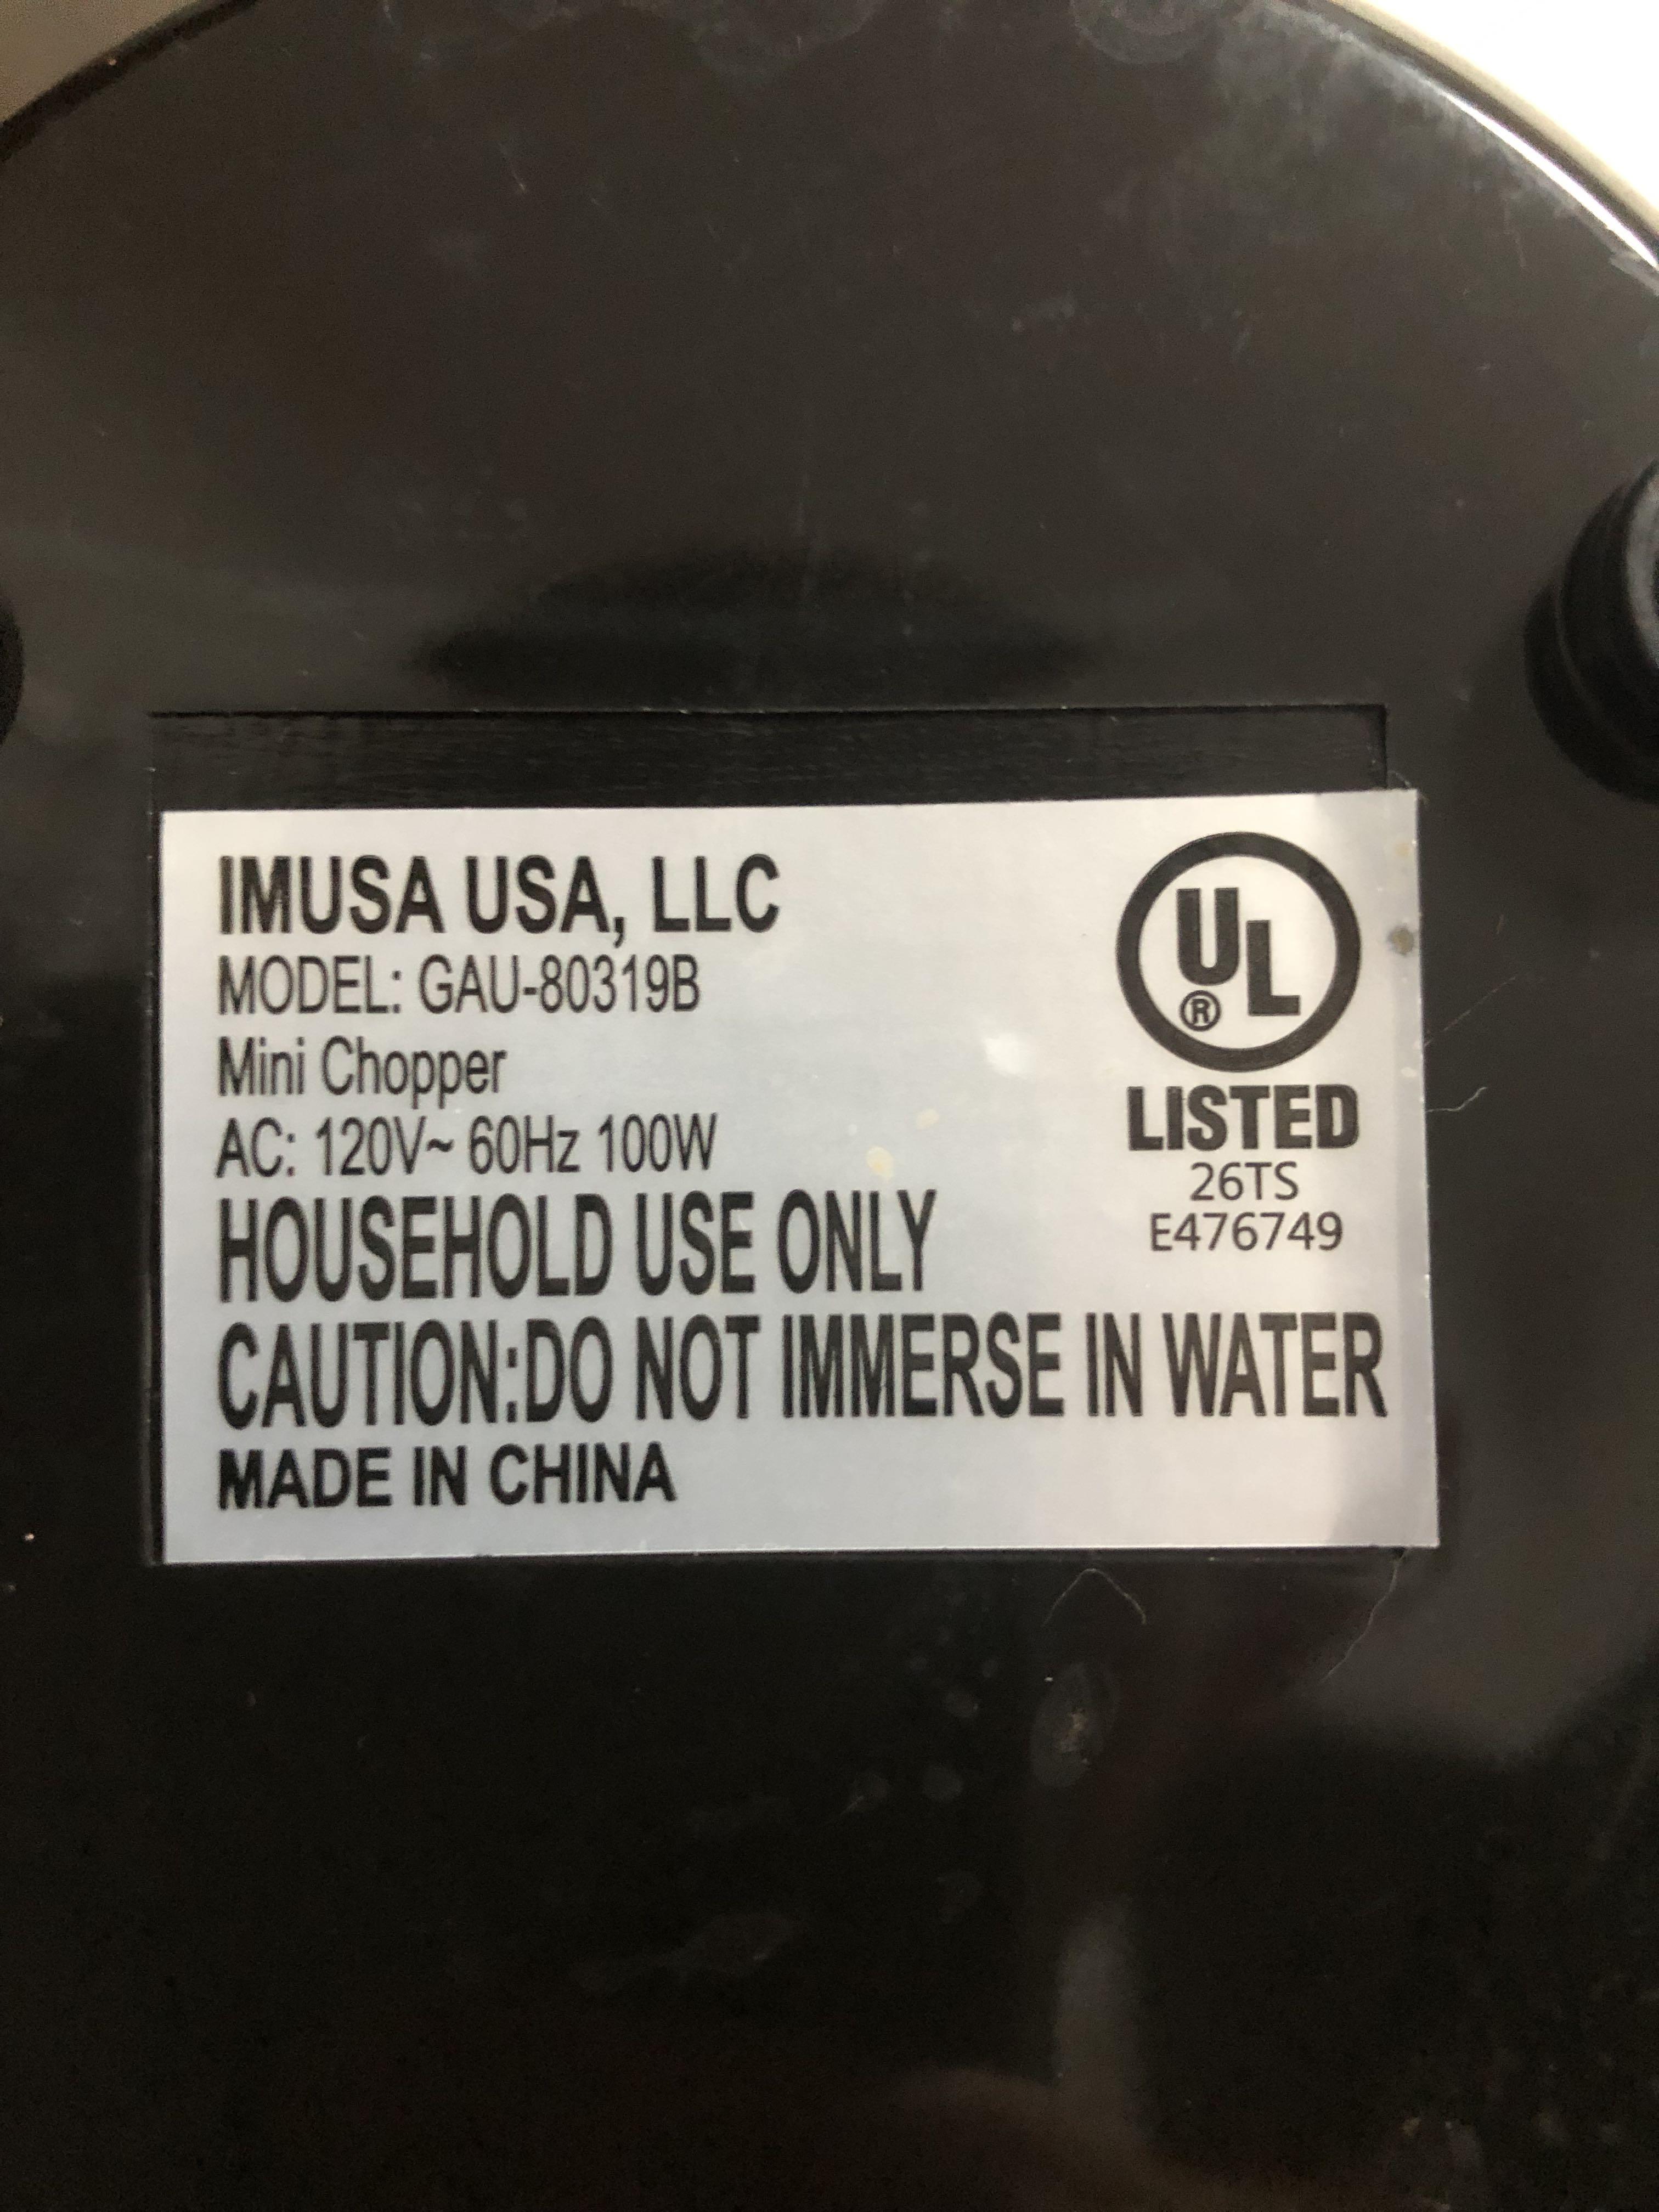 IMUSA USA, LLC
MODEL: GAU-80319B
Mini Chopper
AC: 120V~ 60Hz 100W
HOUSEHOLD USE ONLY
CAUTION:DO NOT IMMERSE IN WATER
MADE IN CHINA
UL
®
LISTED
26TS
E476749